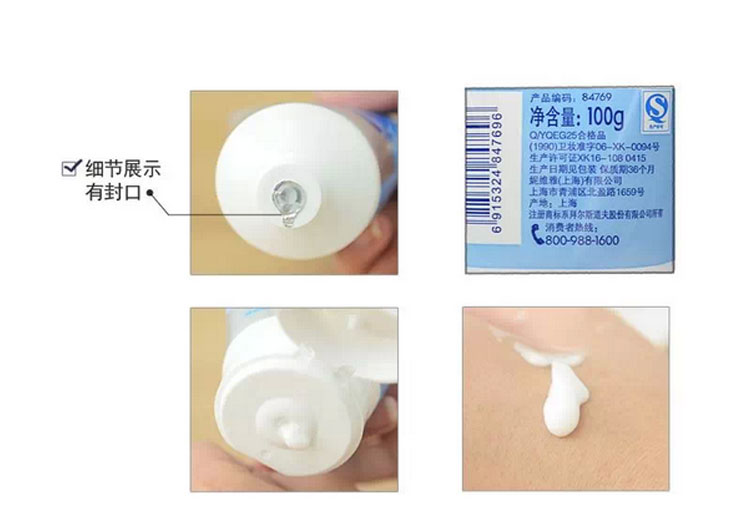 细节展示
有封口
产品编码: 84769
净含量: 100g
Q/YQEG25合格品
(1990)卫妆准字06-XK-0094号
生产许可证XK16-108 0415
生产日期见包装 保质期36个月
妮维雅(上海)有限公司
上海市青浦区北盈路1659号
产地: 上海
注册商标系拜尔斯道夫股份有限公司所有
消费者热线:
800-988-1600
6 915324 847696